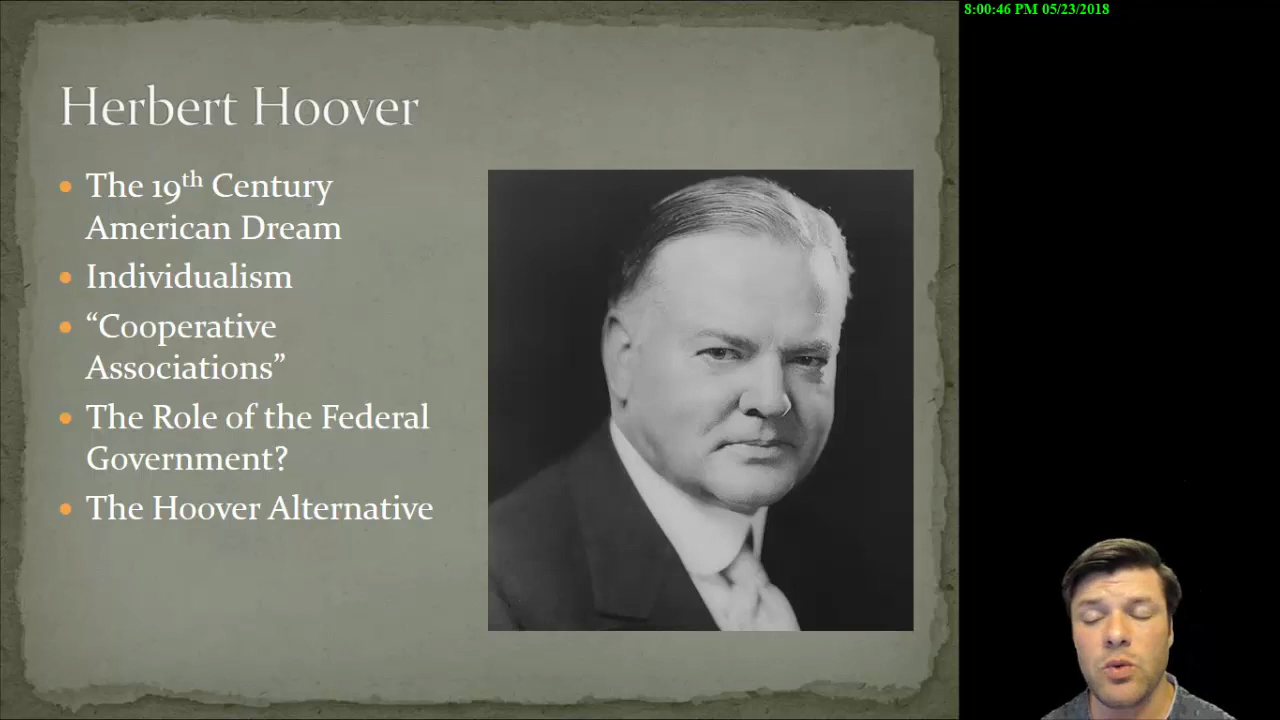 8:00:46 PM 05/23/2018
Herbert Hoover
• The 19th Century
American Dream
• Individualism
• “Cooperative
Associations”
• The Role of the Federal
Government?
• The Hoover Alternative